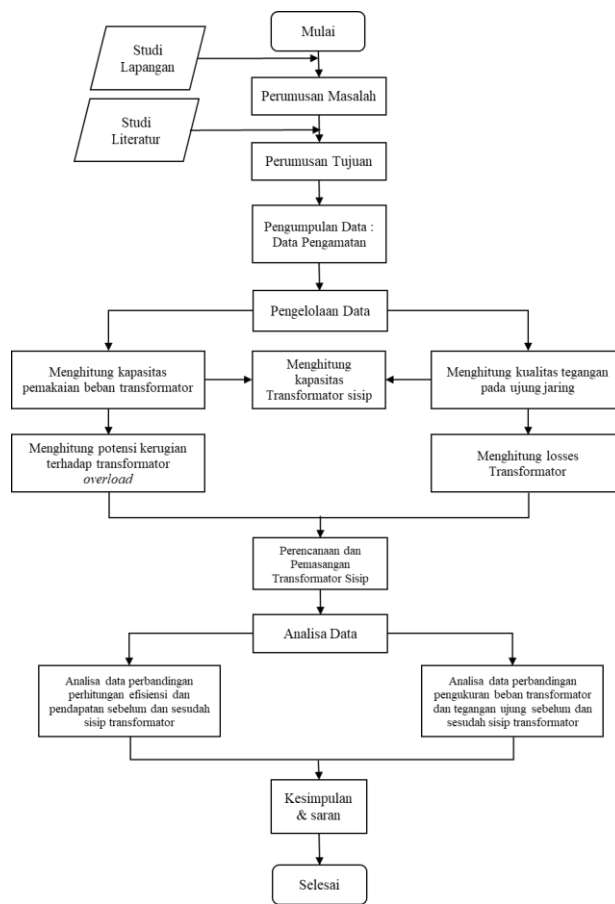 Mulai
Studi
Lapangan
Perumusan Masalah
Studi
Literatur
Perumusan Tujuan
Pengumpulan Data :
Data Pengamatan
Pengelolaan Data
Menghitung kapasitas
pemakaian beban transformator
Menghitung
kapasitas
Transformator sisip
Menghitung kualitas tegangan
pada ujung jaring
Menghitung potensi kerugian
terhadap transformator
overload
Menghitung losses
Transformator
Perencanaan dan
Pemasangan
Transformator Sisip
Analisa Data
Analisa data perbandingan
perhitungan efisiensi dan
pendapatan sebelum dan sesudah
sisip transformator
Analisa data perbandingan
pengukuran beban transformator
dan tegangan ujung sebelum dan
sesudah sisip transformator
Kesimpulan
& saran
Selesai